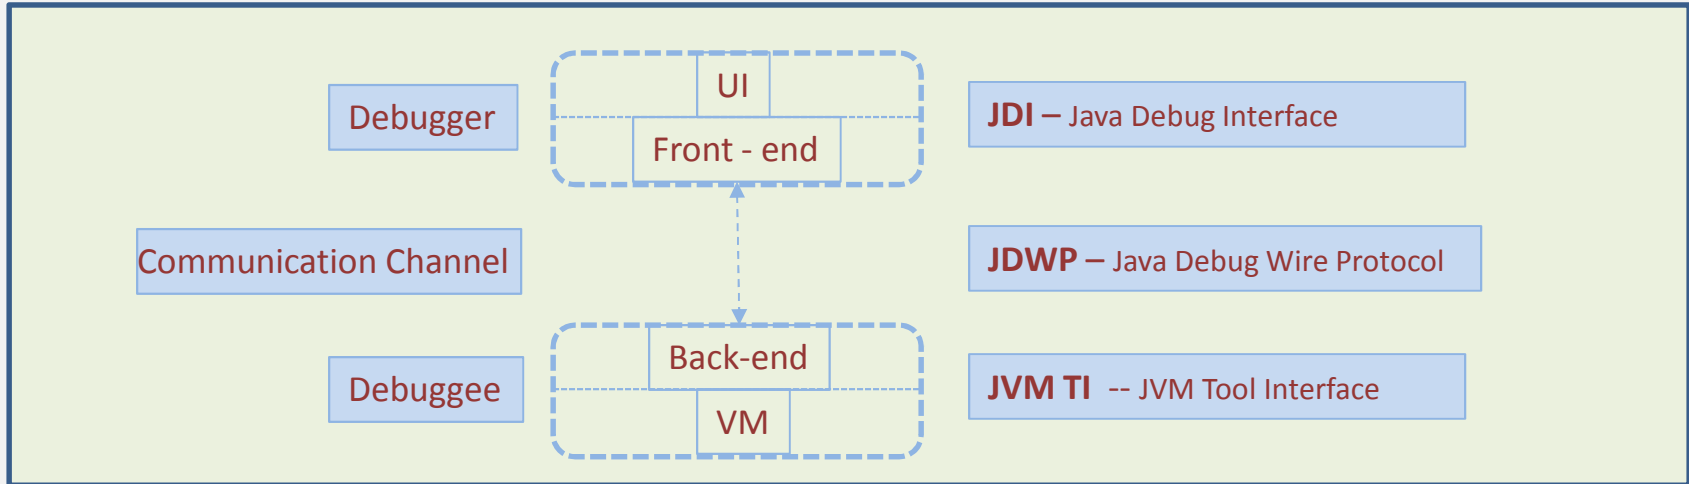 UI
Debugger
JDI – Java Debug Interface
Front - end
Communication Channel
JDWP – Java Debug Wire Protocol
Back-end
Debuggee
JVM TI -- JVM Tool Interface
VM